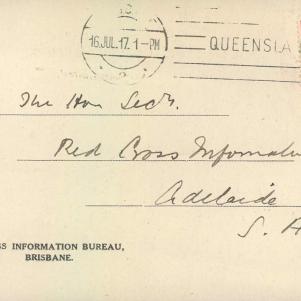 16 JUL.17. 1-PM
QUEENSLA
The Hon Secy.
Red Cross Informati
Adelaide
S. A
SS INFORMATION BUREAU,
BRISBANE.